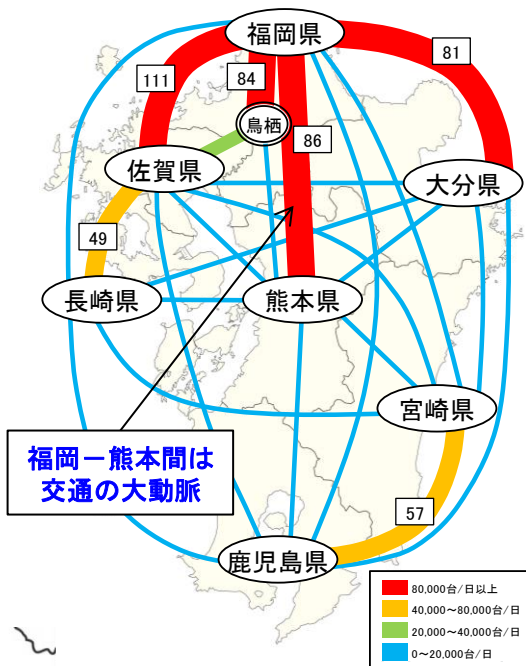 福岡県
81
111
84
鳥栖
86
佐賀県
大分県
49
長崎県
熊本県
宮崎県
福岡－熊本間は
交通の大動脈
57
鹿児島県
80,000台/日以上
40,000～80,000台/日
20,000～40,000台/日
0～20,000台/日